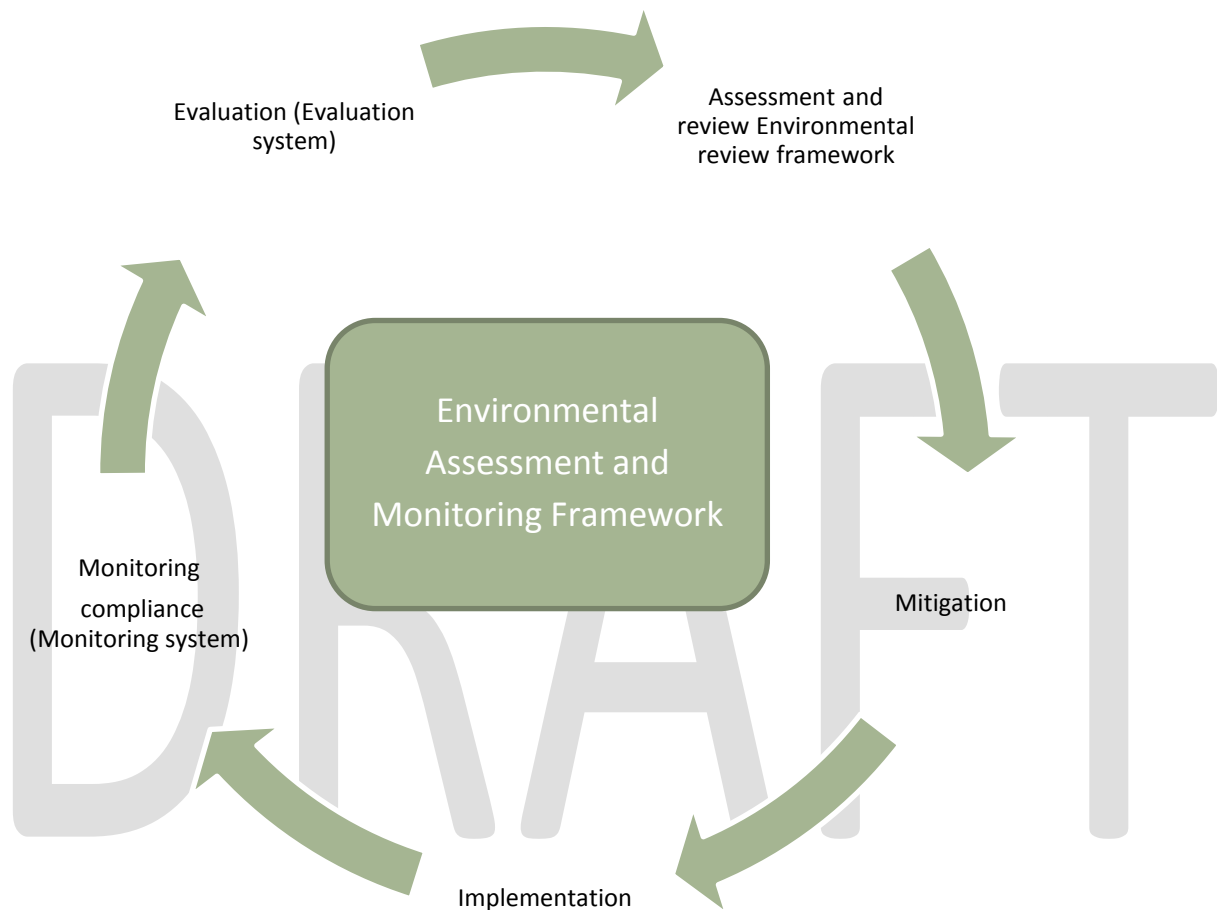 Evaluation (Evaluation
system)
Assessment and
review Environmental
review framework
Environmental
Assessment and
Monitoring Framework
Monitoring
compliance
(Monitoring system)
Mitigation
Implementation
DRAFT